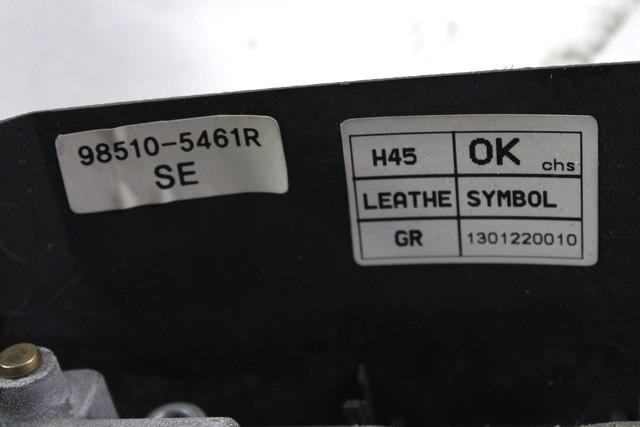 98510-5461R
SE
H45 OK chs
LEATHE SYMBOL
GR 1301220010